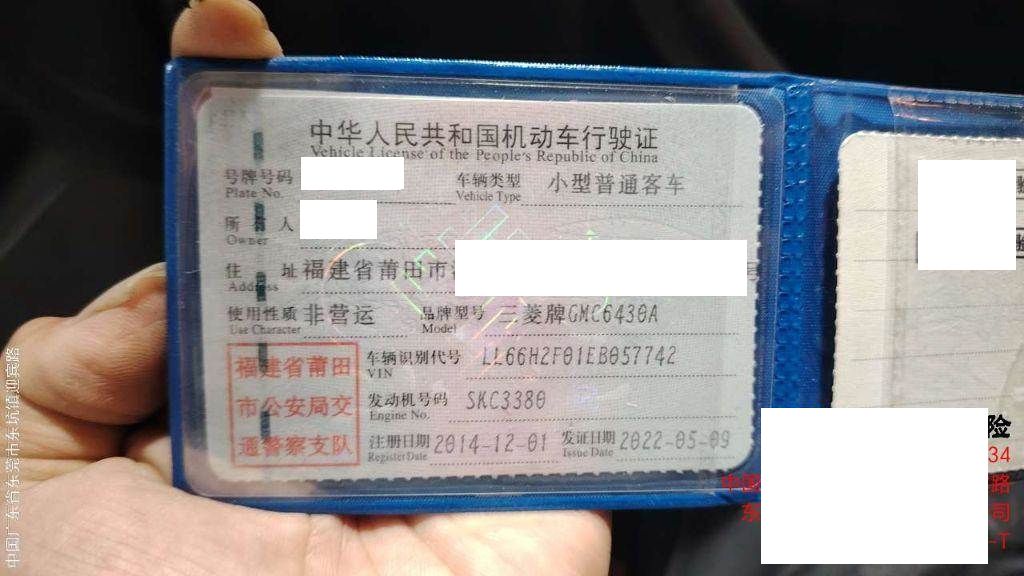 中华人民共和国机动车行驶证
Vehicle License of the People's Republic of China
号牌号码
Plate No.
车辆类型 小型普通客车
Vehicle Type
所有人
Owner
住址 福建省莆田市 号
Address
使用性质 非营运
Use Character
品牌型号 三菱牌GMC6430A
Model
福建省莆田
市公安局交
通警察支队
车辆识别代号 LL66H2F01EB057742
VIN
发动机号码 SKC3380
Engine No.
注册日期 2014-12-01
Register Date
发证日期 2022-05-09
Issue Date
险
34
中国 路
东 司
-T
中国广东省东莞市东坑镇迎宾路